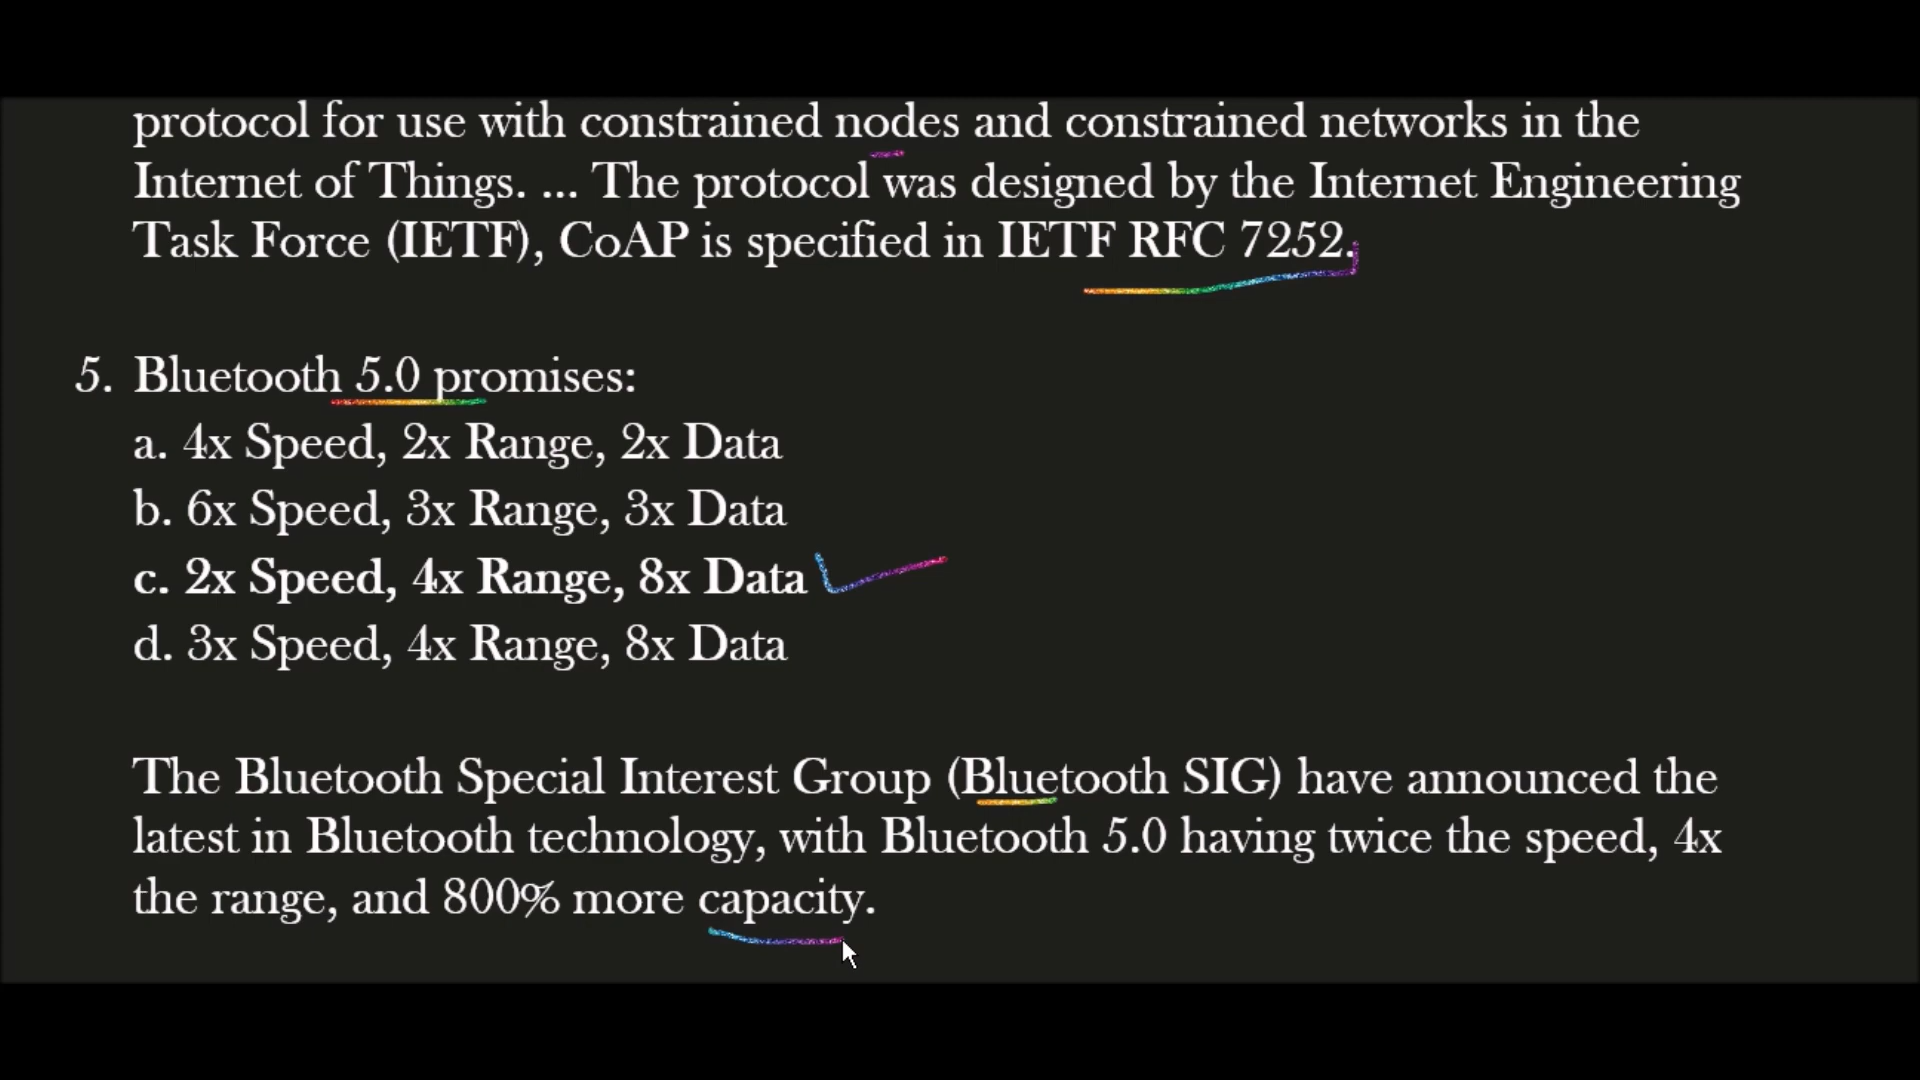 protocol for use with constrained nodes and constrained networks in the
Internet of Things. ... The protocol was designed by the Internet Engineering
Task Force (IETF), CoAP is specified in IETF RFC 7252.
5. Bluetooth 5.0 promises:
a. 4x Speed, 2x Range, 2x Data
b. 6x Speed, 3x Range, 3x Data
c. 2x Speed, 4x Range, 8x Data
d. 3x Speed, 4x Range, 8x Data
The Bluetooth Special Interest Group (Bluetooth SIG) have announced the
latest in Bluetooth technology, with Bluetooth 5.0 having twice the speed, 4x
the range, and 800% more capacity.